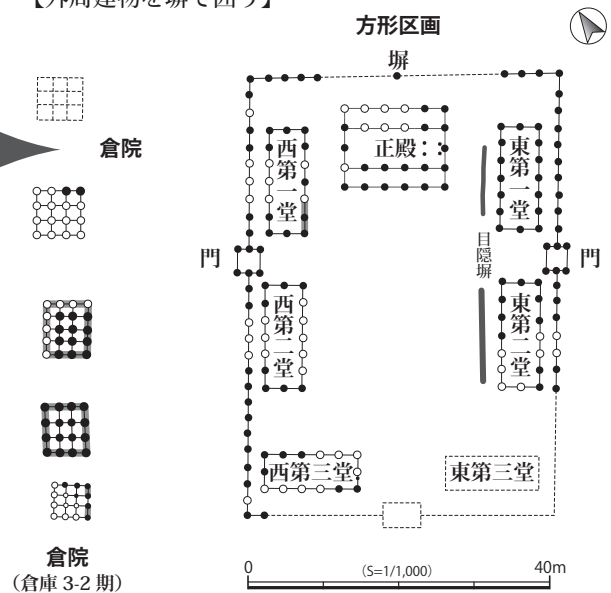 【外周建物を塀で囲う】
方形区画
塀
倉院
正殿
西第一堂
東第一堂
目隠塀
門
門
西第二堂
東第二堂
西第三堂
東第三堂
倉院
（倉庫 3-2 期）
0
（S=1/1,000）
40m